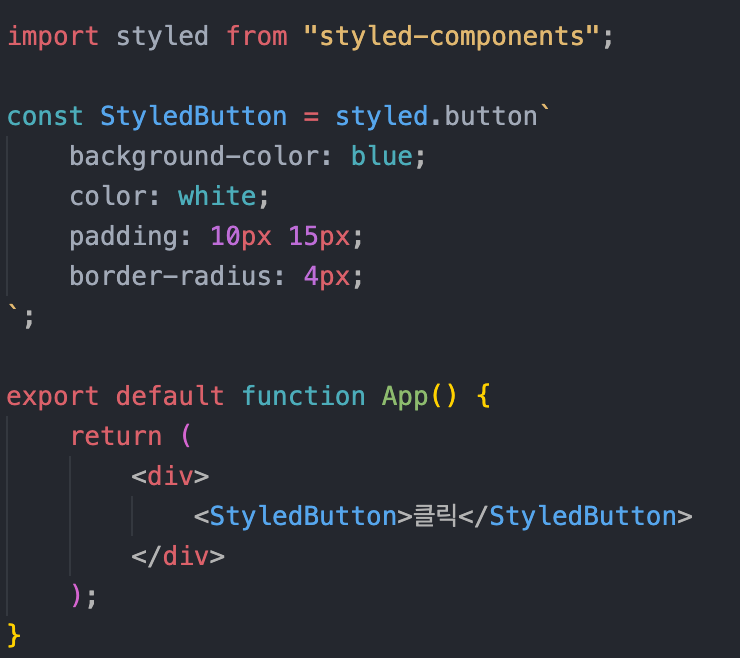 import styled from "styled-components";
const StyledButton = styled.button`
background-color: blue;
color: white;
padding: 10px 15px;
border-radius: 4px;
`;
export default function App() {
return (
<div>
<StyledButton>클릭</StyledButton>
</div>
);
}